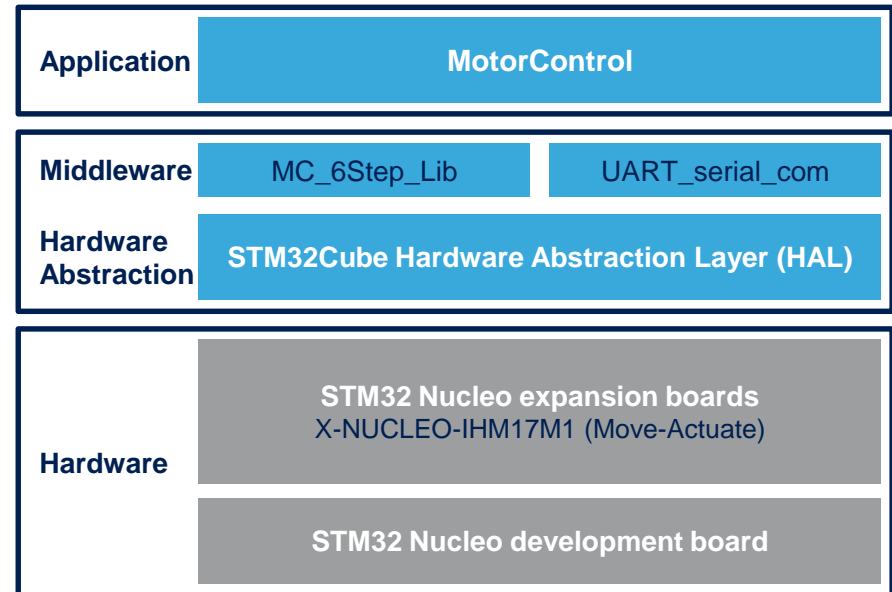 Application
MotorControl
Middleware
MC_6Step_Lib
UART_serial_com
Hardware
Abstraction
STM32Cube Hardware Abstraction Layer (HAL)
Hardware
STM32 Nucleo expansion boards
X-NUCLEO-IHM17M1 (Move-Actuate)
STM32 Nucleo development board